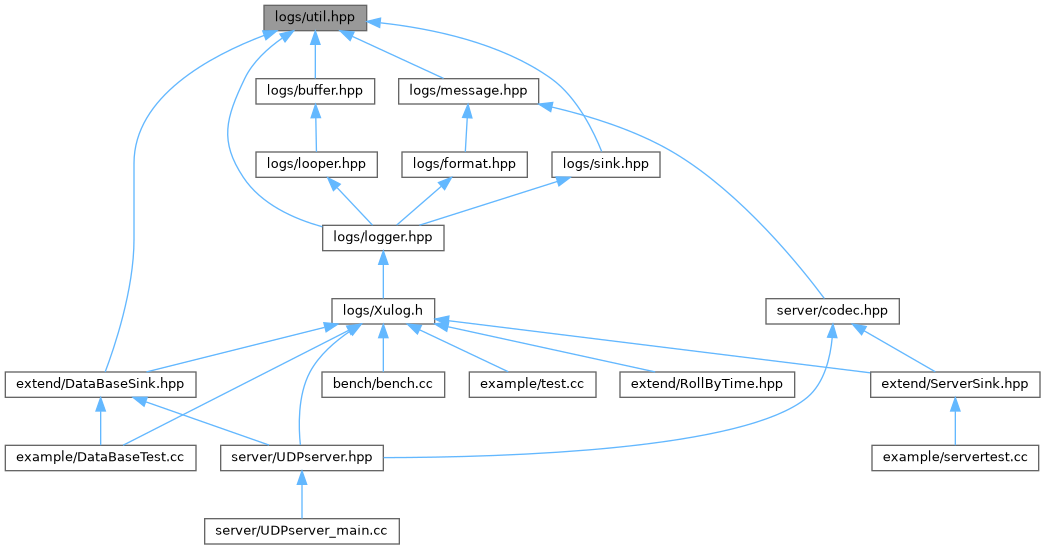 logs/util.hpp
logs/buffer.hpp
logs/message.hpp
logs/looper.hpp
logs/format.hpp
logs/sink.hpp
logs/logger.hpp
logs/Xulog.h
server/codec.hpp
extend/DataBaseSink.hpp
bench/bench.cc
example/test.cc
extend/RollByTime.hpp
extend/ServerSink.hpp
example/DataBaseTest.cc
server/UDPserver.hpp
example/servertest.cc
server/UDPserver_main.cc